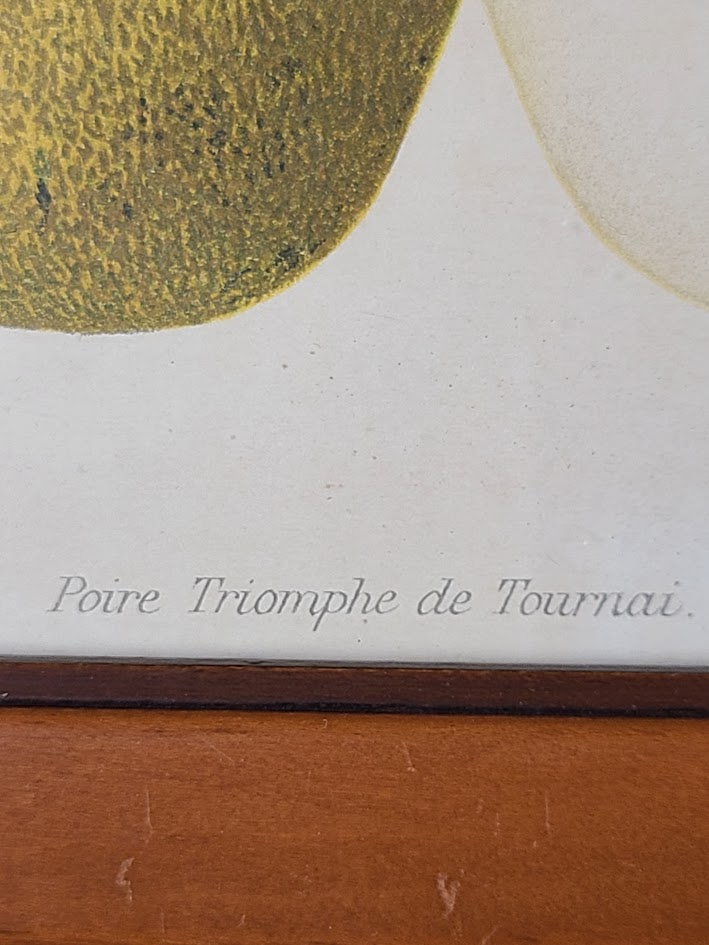 Poire Triomphe de Tournai.